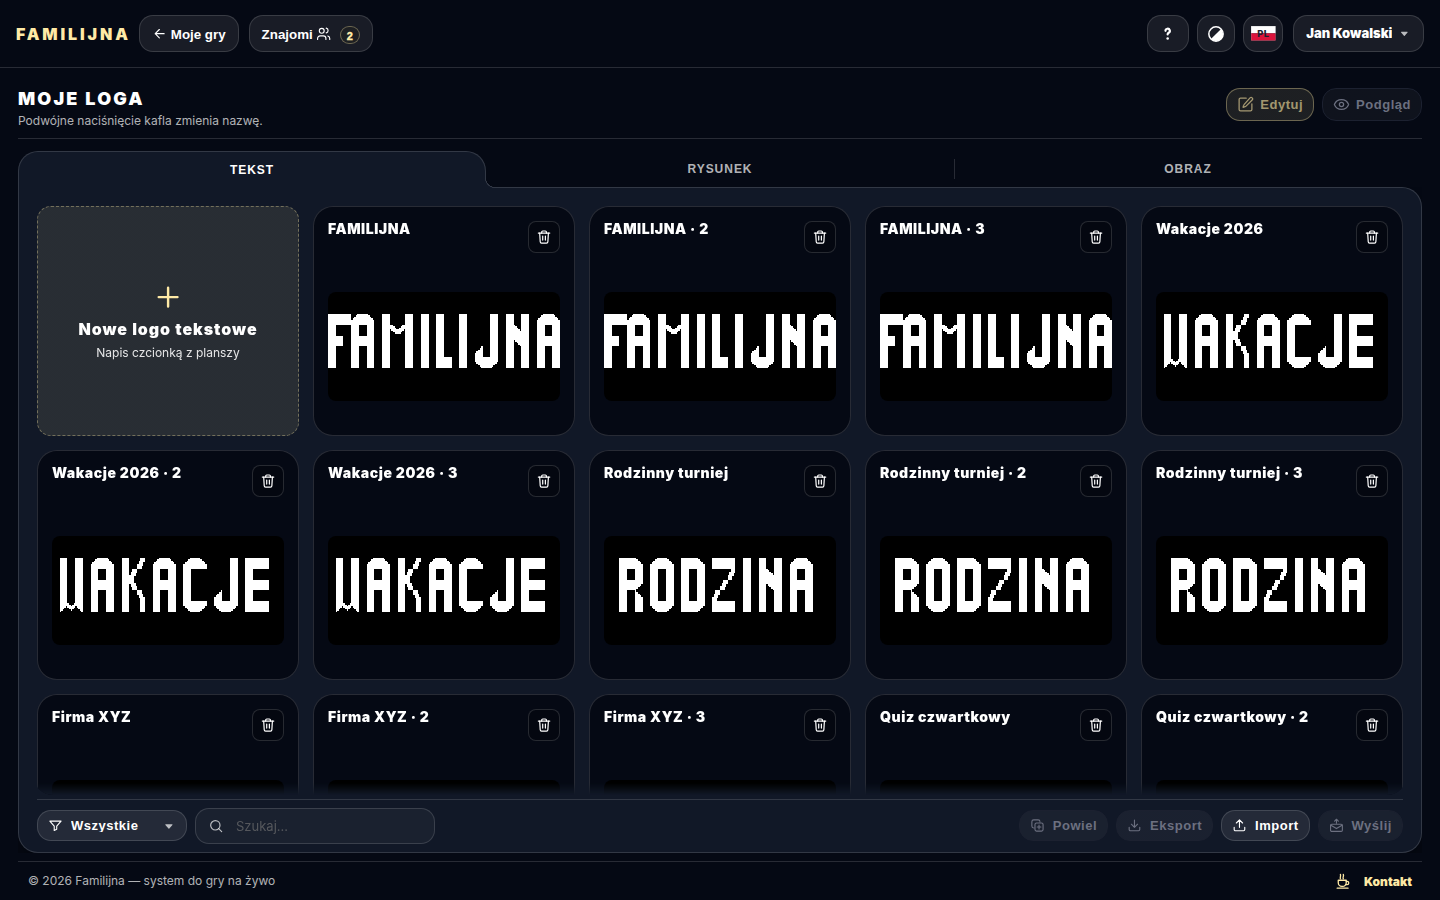 FAMILIJNA
Moje gry
Znajomi 2
?
PL
Jan Kowalski
MOJE LOGA
Podwójne naciśnięcie kafla zmienia nazwę.
Edytuj
Podgląd
TEKST
RYSUNEK
OBRAZ
Nowe logo tekstowe
Napis czcionką z planszy
FAMILIJNA
FAMILIJNA
FAMILIJNA · 2
FAMILIJNA
FAMILIJNA · 3
FAMILIJNA
Wakacje 2026
WAKACJE
Wakacje 2026 · 2
WAKACJE
Wakacje 2026 · 3
WAKACJE
Rodzinny turniej
RODZINA
Rodzinny turniej · 2
RODZINA
Rodzinny turniej · 3
RODZINA
Firma XYZ
Firma XYZ · 2
Firma XYZ · 3
Quiz czwartkowy
Quiz czwartkowy · 2
Wszystkie
Szukaj...
Powiel
Eksport
Import
Wyślij
© 2026 Familijna — system do gry na żywo
Kontakt